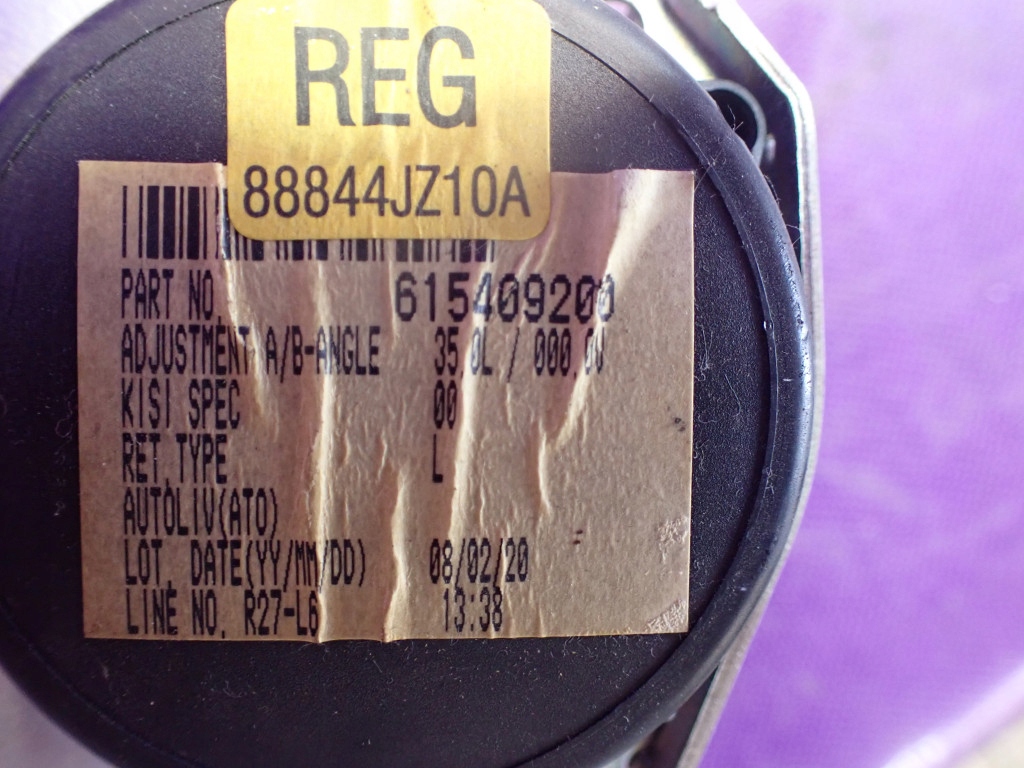 REG
88844JZ10A
PART NO. 615409200
ADJUSTMENT A/B-ANGLE 35.0L / 000.0V
KISI SPEC 00
RET.TYPE L
AUTOLIV(ATO)
LOT. DATE(YY/MM/DD) 08/02/20
LINE NO. R27-L6 13:38